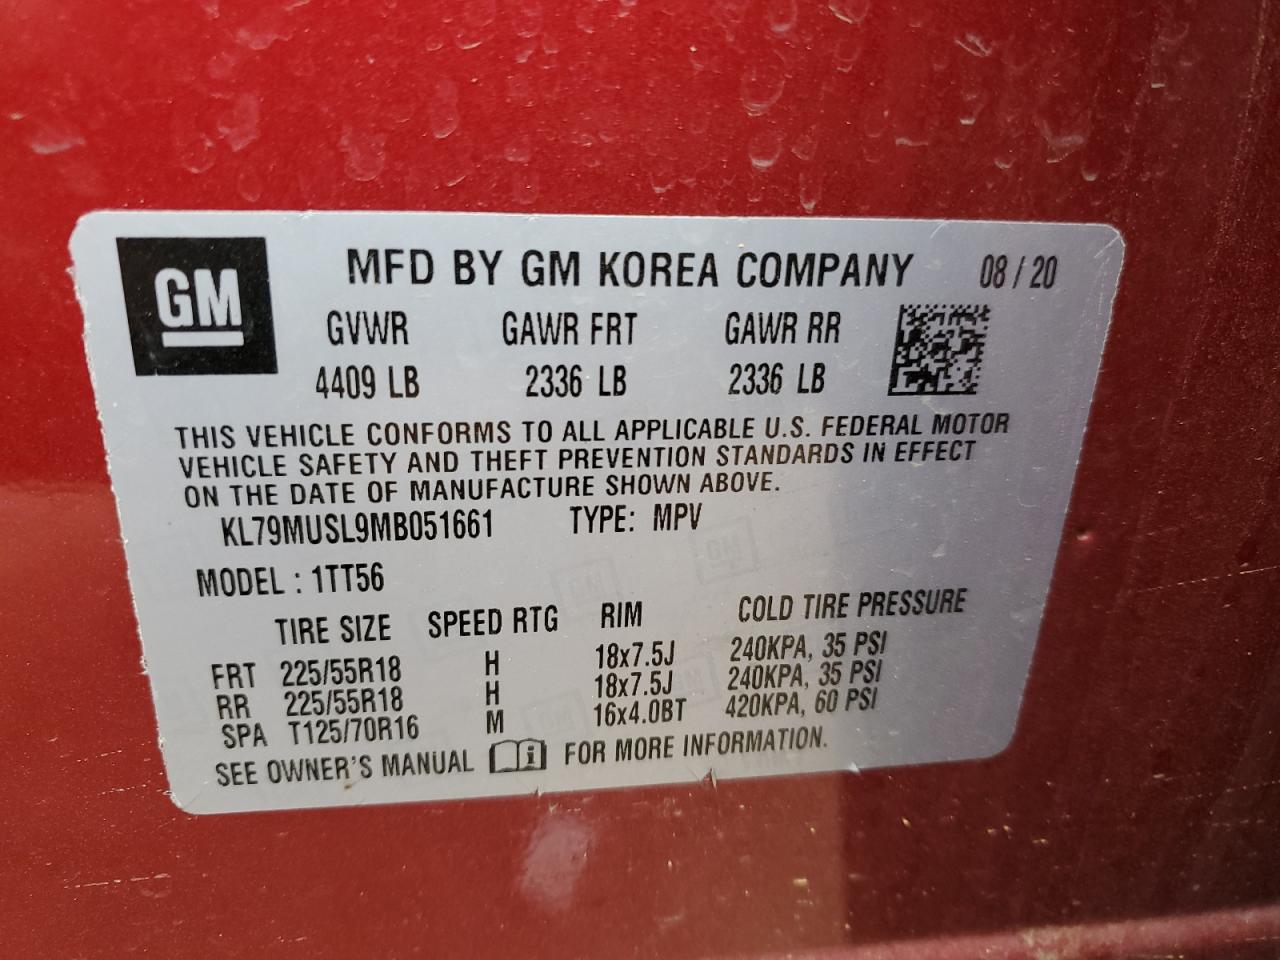 GM
MFD BY GM KOREA COMPANY 08 / 20
GVWR GAWR FRT GAWR RR
4409 LB 2336 LB 2336 LB
THIS VEHICLE CONFORMS TO ALL APPLICABLE U.S. FEDERAL MOTOR
VEHICLE SAFETY AND THEFT PREVENTION STANDARDS IN EFFECT
ON THE DATE OF MANUFACTURE SHOWN ABOVE.
KL79MUSL9MB051661 TYPE: MPV
MODEL : 1TT56
TIRE SIZE SPEED RTG RIM COLD TIRE PRESSURE
FRT 225/55R18 H 18x7.5J 240KPA, 35 PSI
RR 225/55R18 H 18x7.5J 240KPA, 35 PSI
SPA T125/70R16 M 16x4.0BT 420KPA, 60 PSI
SEE OWNER'S MANUAL i FOR MORE INFORMATION.